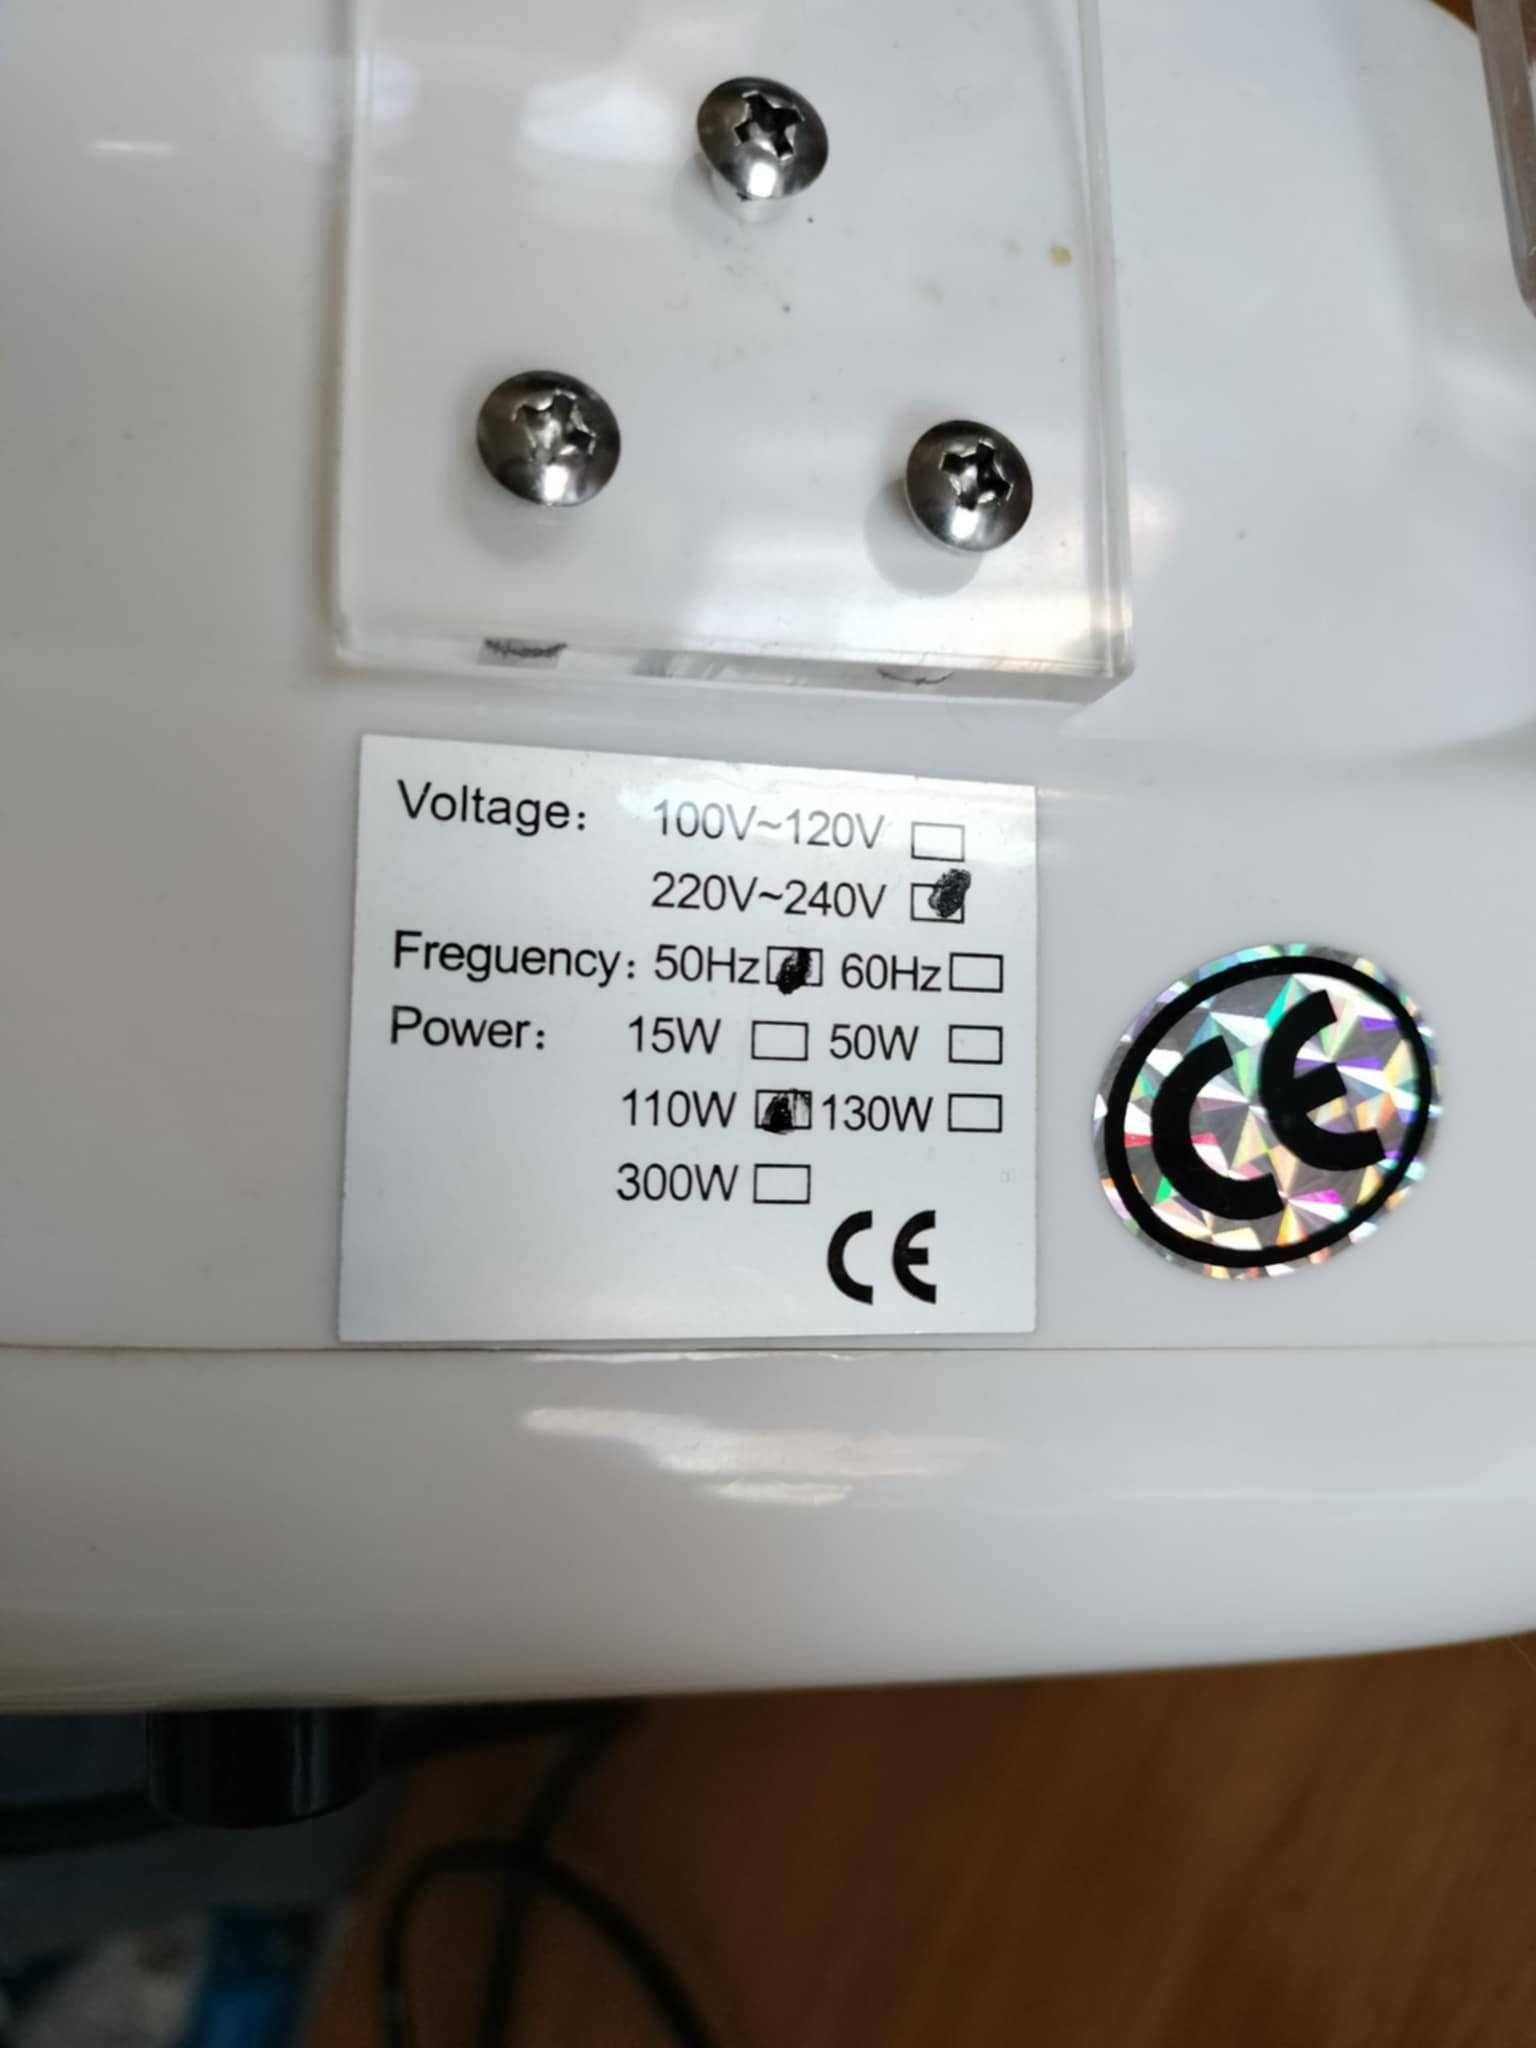 Voltage: 100V~120V
220V~240V
Freguency: 50Hz 60Hz
Power: 15W 50W
110W 130W
300W
CE
CE